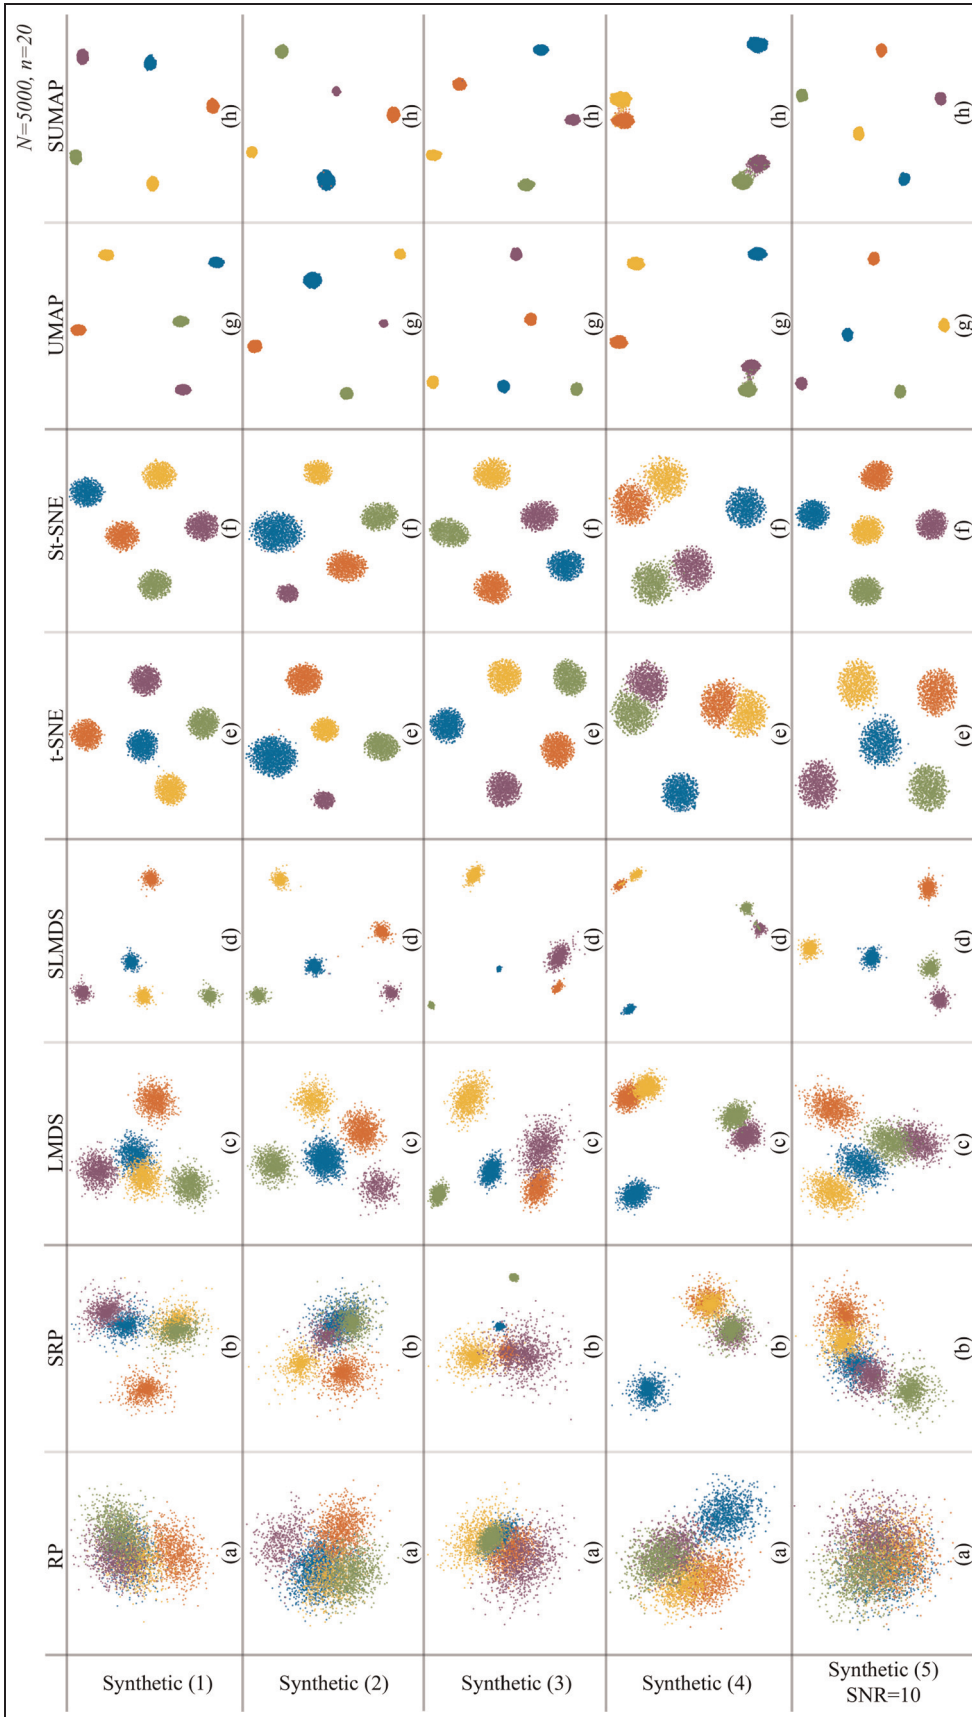 N=5000, n=20
RP SRP LMDS SLMDS t-SNE St-SNE UMAP SUMAP
Synthetic (1)
(a) (b) (c) (d) (e) (f) (g) (h)
Synthetic (2)
(a) (b) (c) (d) (e) (f) (g) (h)
Synthetic (3)
(a) (b) (c) (d) (e) (f) (g) (h)
Synthetic (4)
(a) (b) (c) (d) (e) (f) (g) (h)
Synthetic (5)
SNR=10
(a) (b) (c) (d) (e) (f) (g) (h)